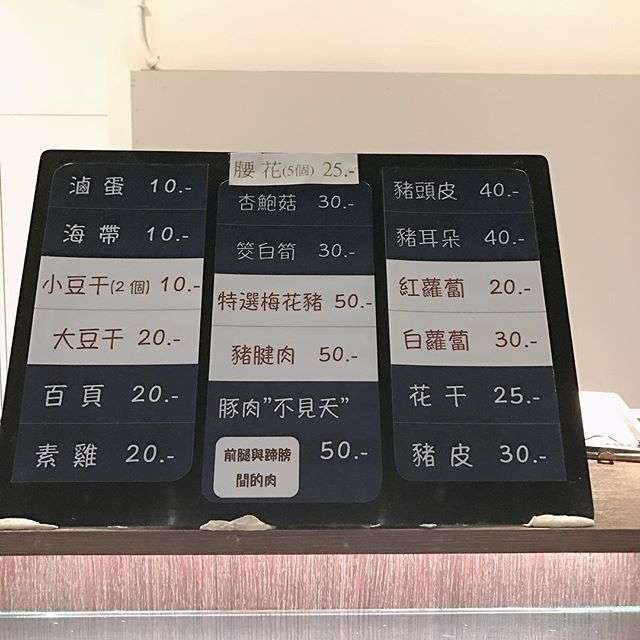 滷蛋 10.-
海帶 10.-
小豆干(2個) 10.-
大豆干 20.-
百頁 20.-
素雞 20.-
腰花(5個) 25.-
杏鮑菇 30.-
筊白筍 30.-
特選梅花豬 50.-
豬腱肉 50.-
豚肉"不見天"
前腿與蹄膀
間的肉
50.-
豬頭皮 40.-
豬耳朵 40.-
紅蘿蔔 20.-
白蘿蔔 30.-
花干 25.-
豬皮 30.-